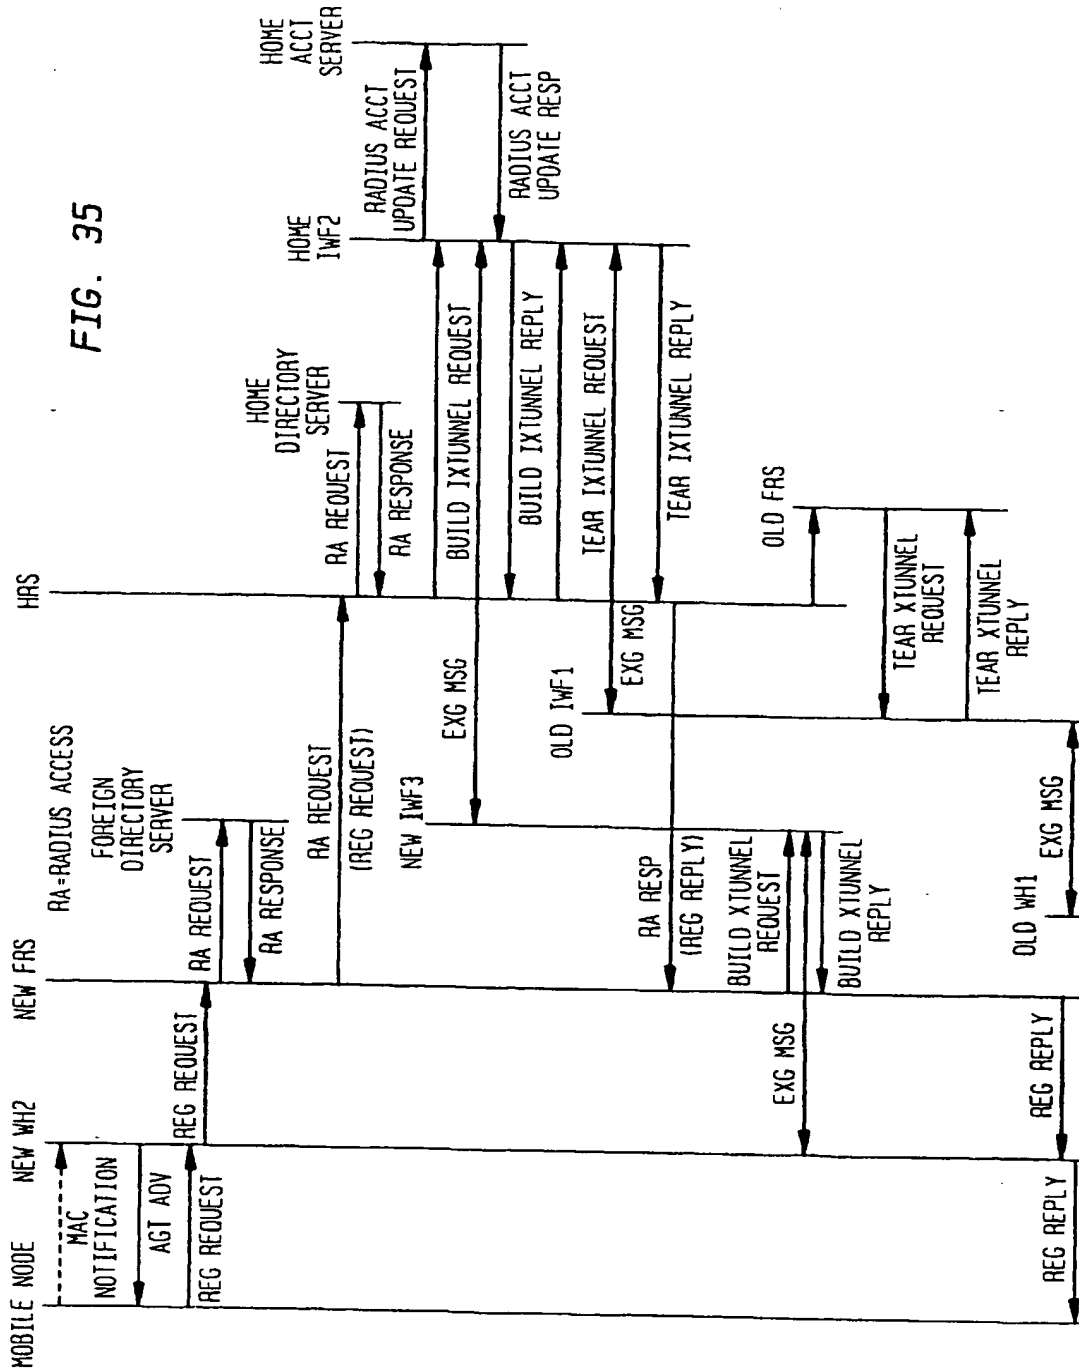 FIG. 35
RA=RADIUS ACCESS
MOBILE NODE
NEW WH2
NEW FRS
FOREIGN
DIRECTORY
SERVER
HRS
HOME
DIRECTORY
SERVER
HOME
IWF2
HOME
ACCT
SERVER
MAC
NOTIFICATION
AGT ADV
REG REQUEST
REG REQUEST
RA REQUEST
RA RESPONSE
RA REQUEST
(REG REQUEST)
RA REQUEST
RA RESPONSE
RADIUS ACCT
UPDATE REQUEST
BUILD IXTUNNEL REQUEST
NEW IWF3
EXG MSG
RADIUS ACCT
UPDATE RESP
BUILD IXTUNNEL REPLY
TEAR IXTUNNEL REQUEST
OLD IWF1
EXG MSG
TEAR IXTUNNEL REPLY
RA RESP
(REG REPLY)
BUILD XTUNNEL
REQUEST
EXG MSG
BUILD XTUNNEL
REPLY
OLD FRS
TEAR XTUNNEL
REQUEST
TEAR XTUNNEL
REPLY
OLD WH1
EXG MSG
REG REPLY
REG REPLY